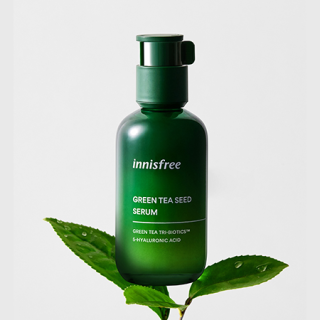 innisfree
GREEN TEA SEED
SERUM
GREEN TEA TRI-BIOTICS™
5-HYALURONIC ACID